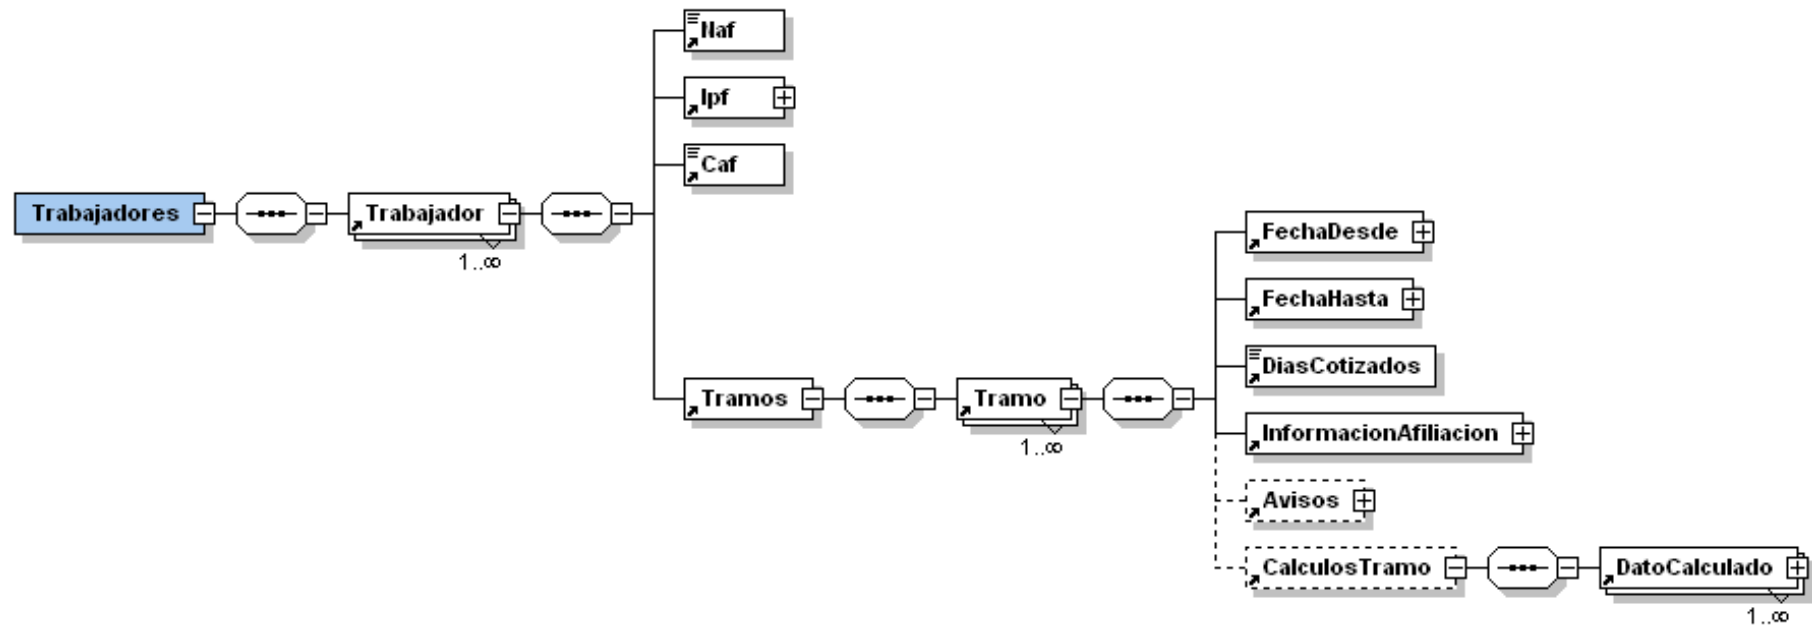 Naf
Ipf
Caf
Trabajadores
Trabajador
1..∞
FechaDesde
FechaHasta
DiasCotizados
Tramos
Tramo
1..∞
InformacionAfiliacion
Avisos
CalculosTramo
DatoCalculado
1..∞